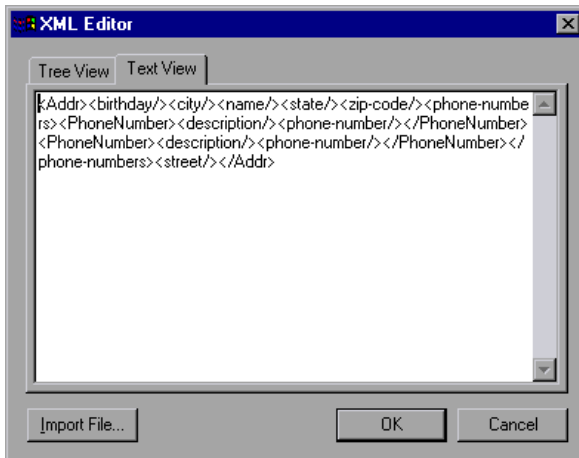 XML Editor
Tree View Text View
<Addr><birthday/><city/><name/><state/><zip-code/><phone-numbe
rs><PhoneNumber><description/><phone-number/></PhoneNumber>
<PhoneNumber><description/><phone-number/></PhoneNumber></
phone-numbers><street/></Addr>
Import File... OK Cancel